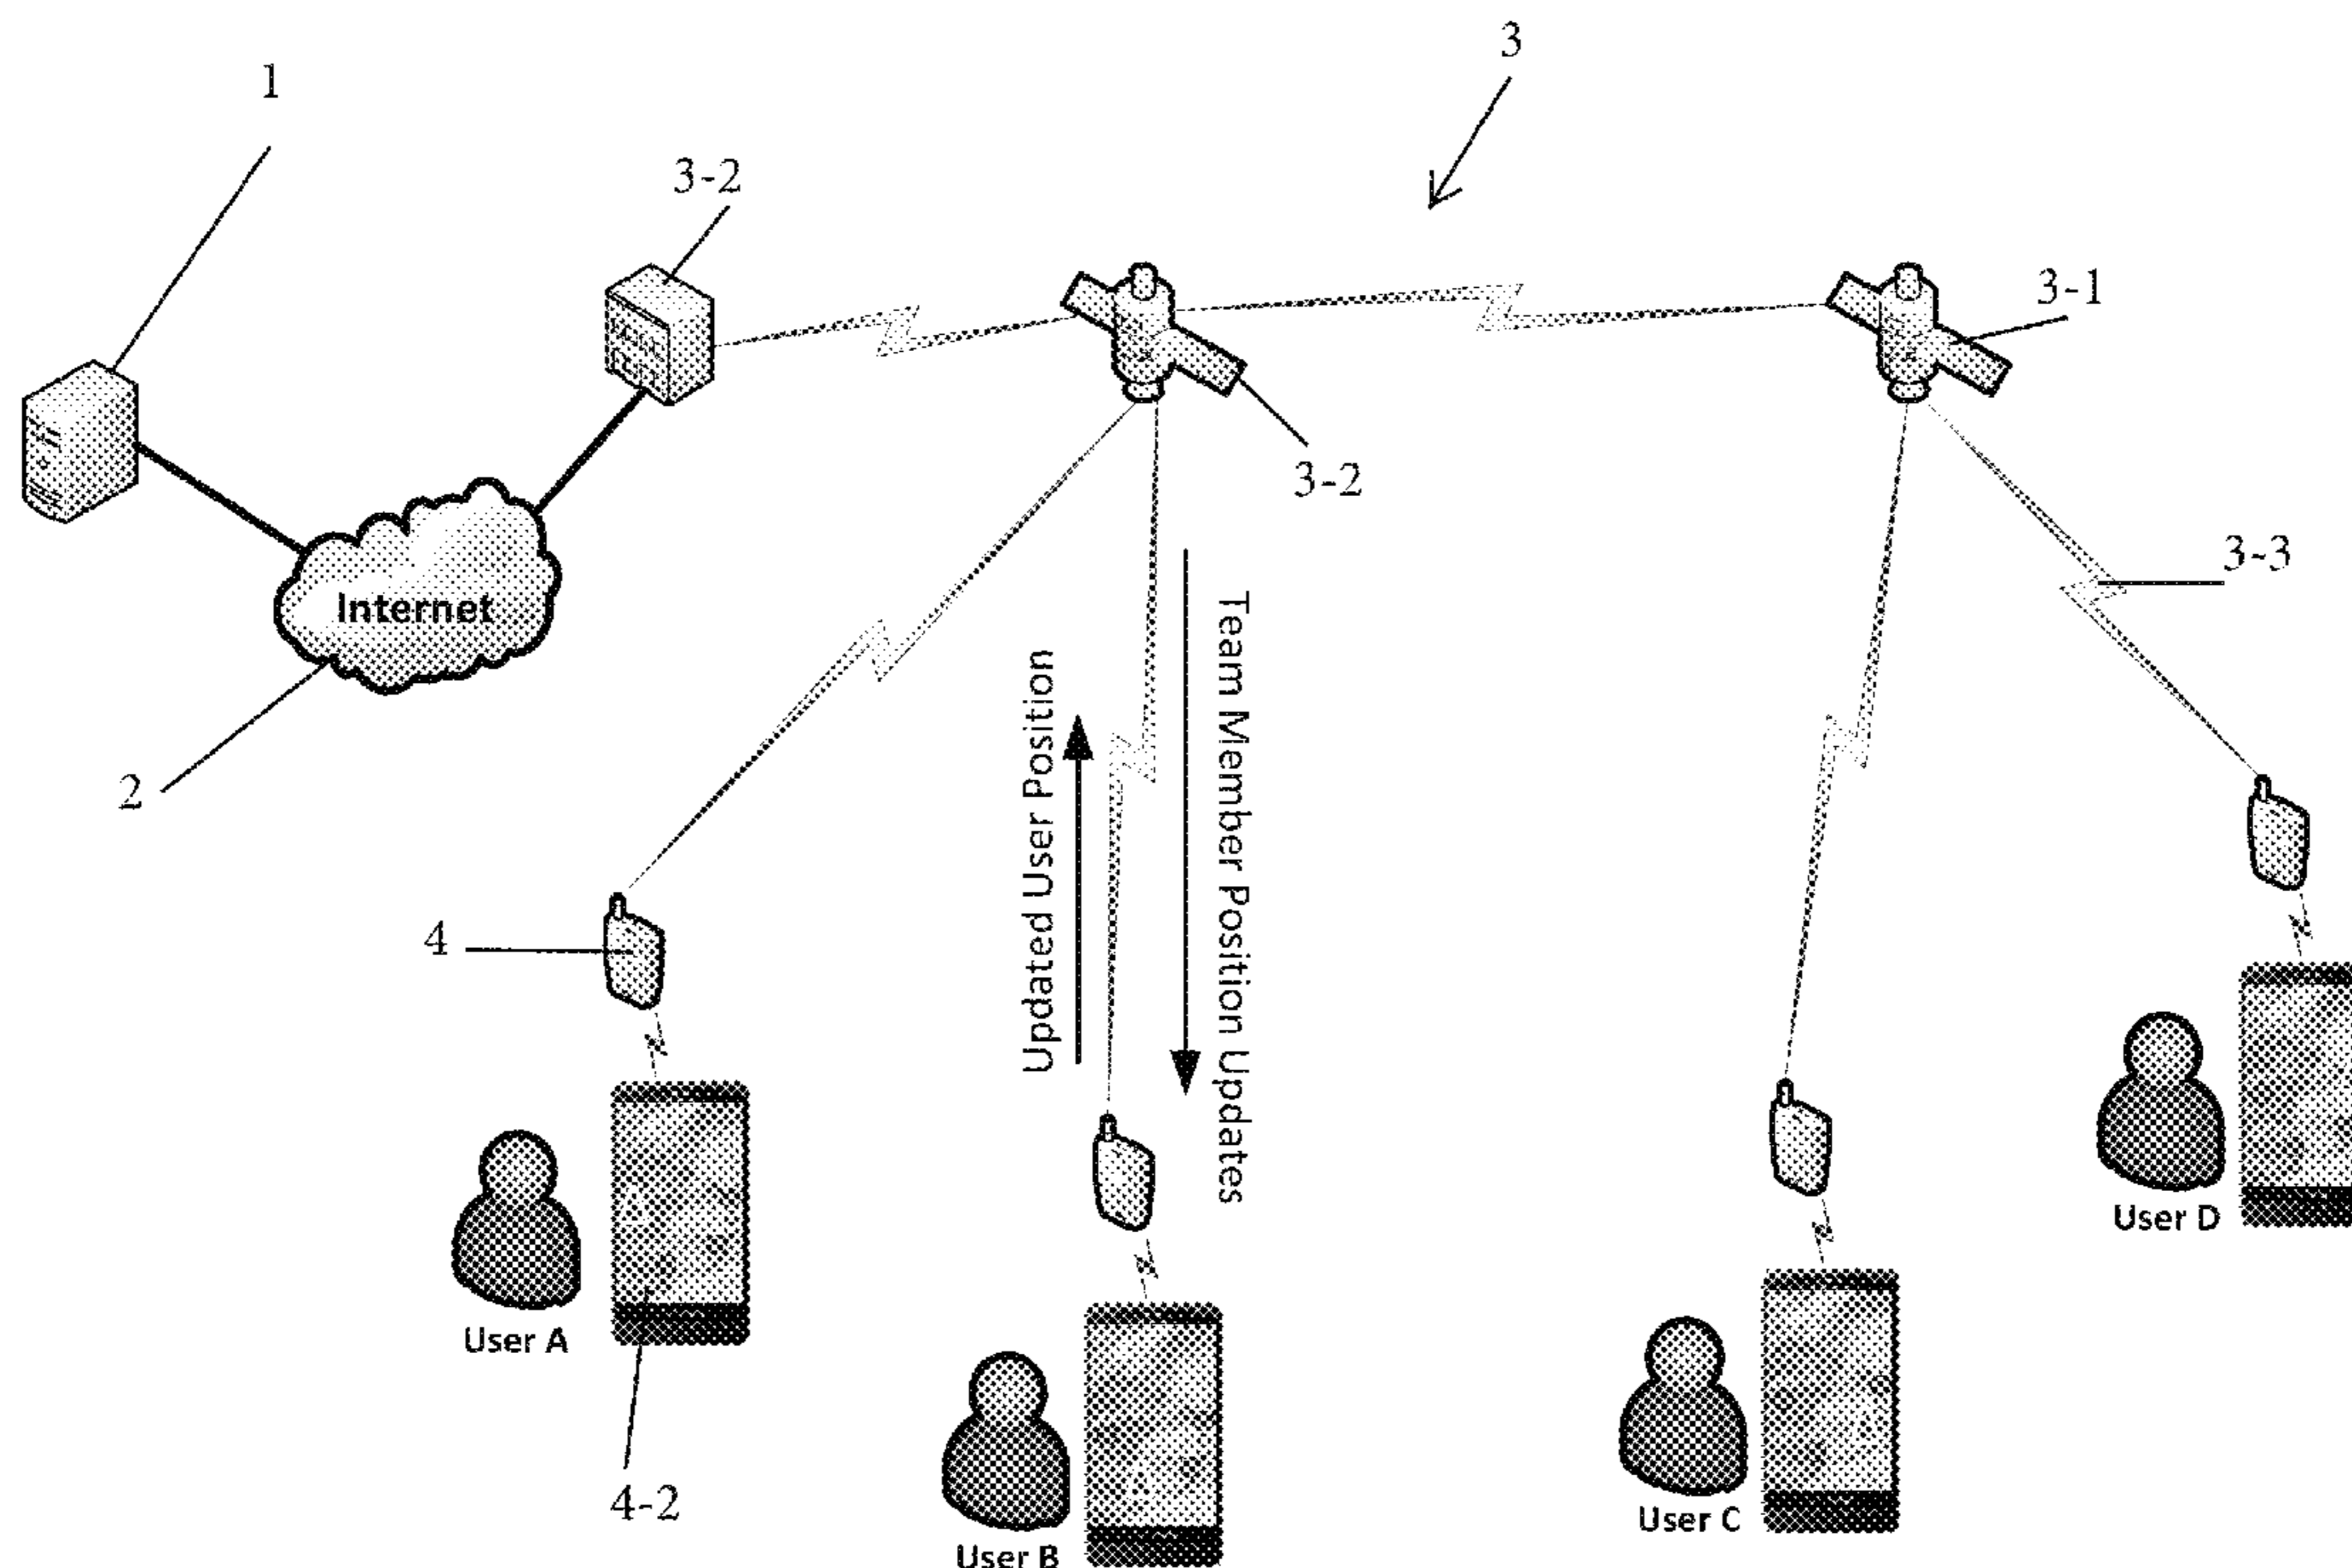 3
1
3-2
3-1
3-2
3-3
Internet
Updated User Position
Team Member Position Updates
2
4
User D
User A
4-2
User C
User B